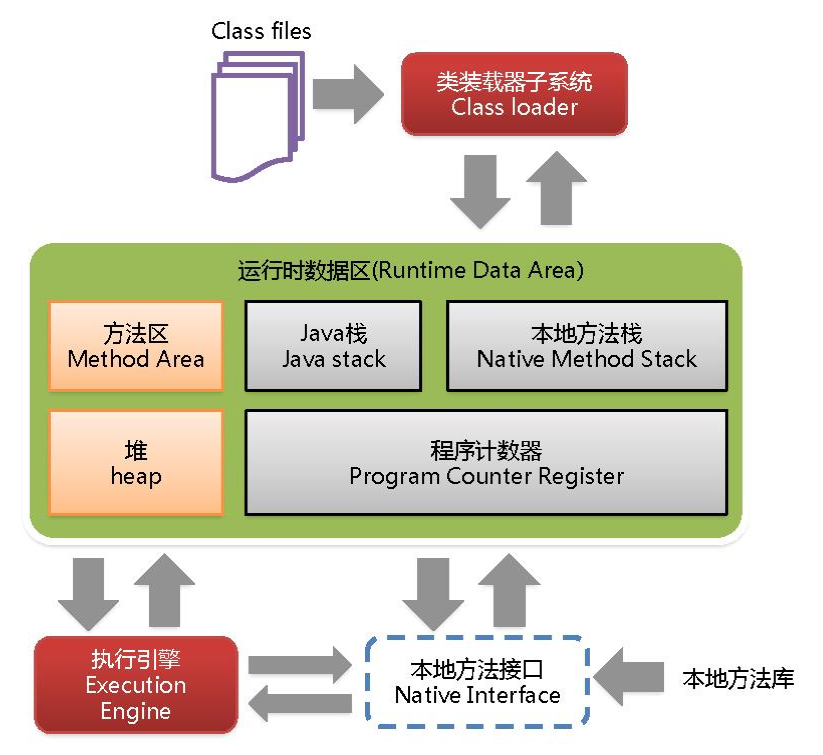 Class files
类装载器子系统
Class loader
运行时数据区(Runtime Data Area)
方法区
Method Area
Java栈
Java stack
本地方法栈
Native Method Stack
堆
heap
程序计数器
Program Counter Register
执行引擎
Execution
Engine
本地方法接口
Native Interface
本地方法库